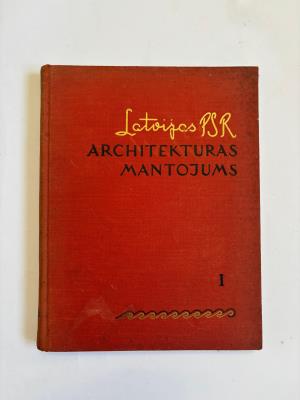 Latvijas PSR
ARCHITEKTURAS
MANTOJUMS
I